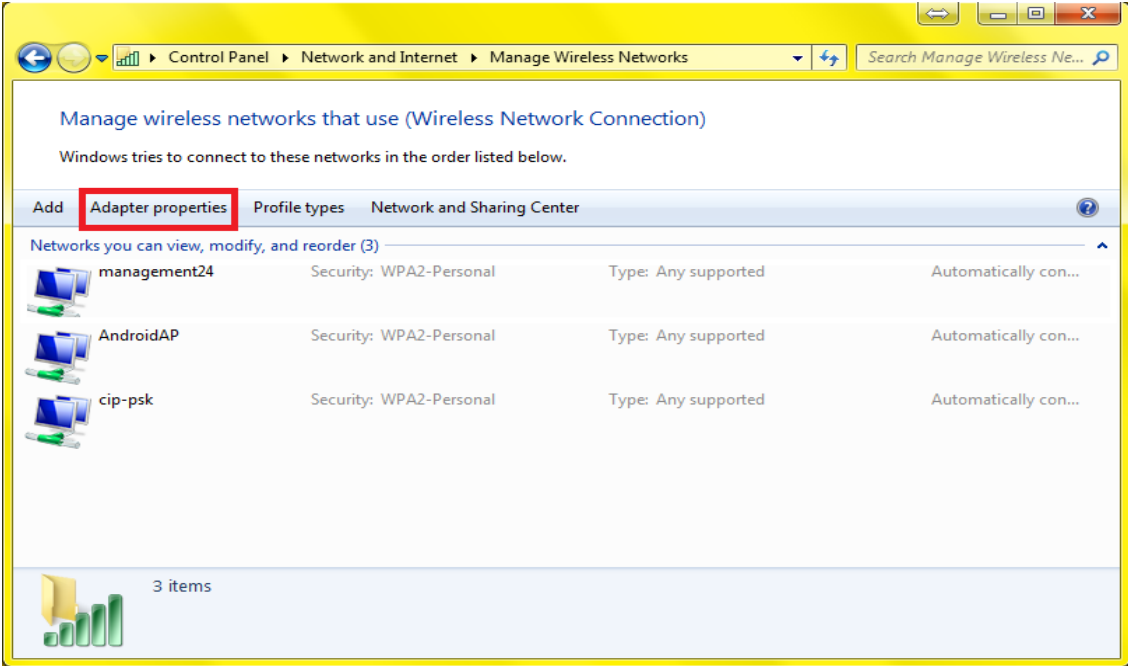 Control Panel Network and Internet Manage Wireless Networks Search Manage Wireless Ne...
Manage wireless networks that use (Wireless Network Connection)
Windows tries to connect to these networks in the order listed below.
Add Adapter properties Profile types Network and Sharing Center
Networks you can view, modify, and reorder (3)
management24 Security: WPA2-Personal Type: Any supported Automatically con...
AndroidAP Security: WPA2-Personal Type: Any supported Automatically con...
cip-psk Security: WPA2-Personal Type: Any supported Automatically con...
3 items